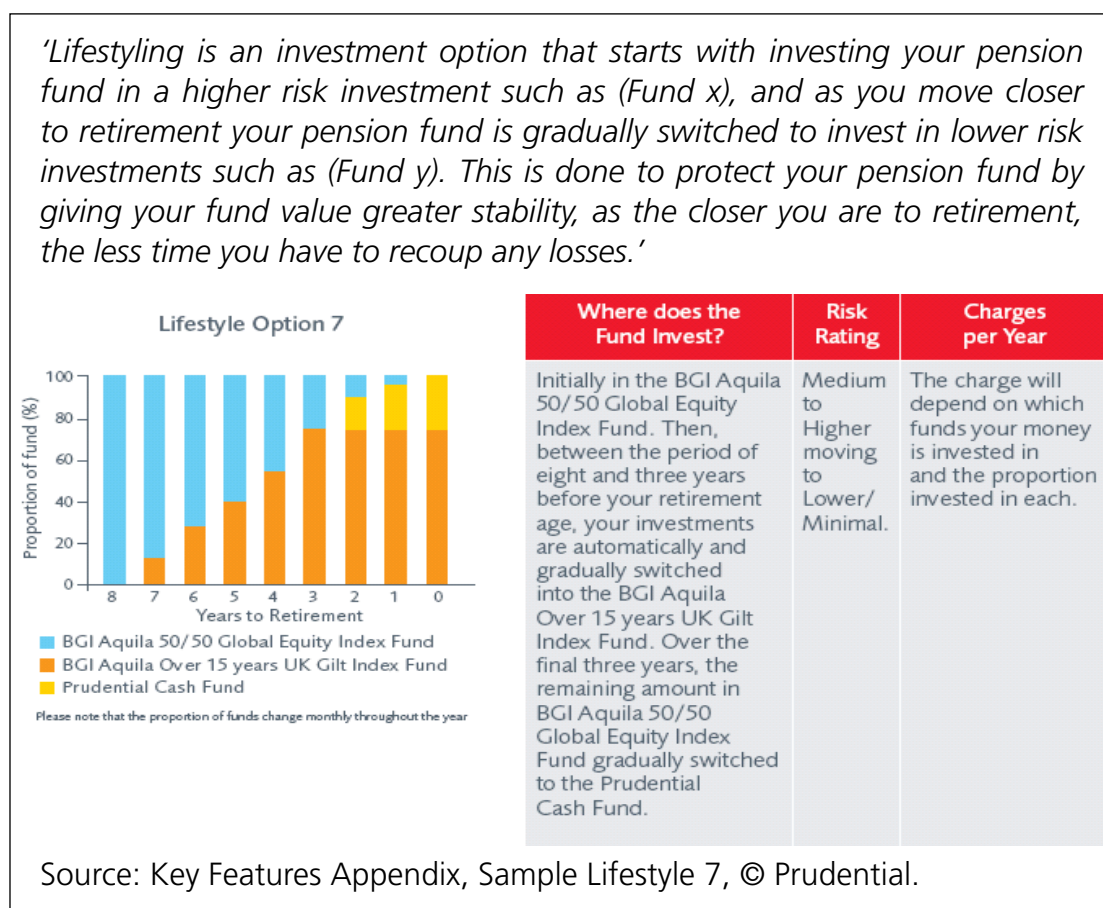 ‘Lifestyling is an investment option that starts with investing your pension
fund in a higher risk investment such as (Fund x), and as you move closer
to retirement your pension fund is gradually switched to invest in lower risk
investments such as (Fund y). This is done to protect your pension fund by
giving your fund value greater stability, as the closer you are to retirement,
the less time you have to recoup any losses.’
Lifestyle Option 7
Proportion of fund (%)
100
80
60
40
20
0
8 7 6 5 4 3 2 1 0
Years to Retirement
BGI Aquila 50/50 Global Equity Index Fund
BGI Aquila Over 15 years UK Gilt Index Fund
Prudential Cash Fund
Please note that the proportion of funds change monthly throughout the year
Where does the
Fund Invest?
Initially in the BGI Aquila
50/50 Global Equity
Index Fund. Then,
between the period of
eight and three years
before your retirement
age, your investments
are automatically and
gradually switched
into the BGI Aquila
Over 15 years UK Gilt
Index Fund. Over the
final three years, the
remaining amount in
BGI Aquila 50/50
Global Equity Index
Fund gradually switched
to the Prudential
Cash Fund.
Risk
Rating
Medium
to
Higher
moving
to
Lower/
Minimal.
Charges
per Year
The charge will
depend on which
funds your money
is invested in
and the proportion
invested in each.
Source: Key Features Appendix, Sample Lifestyle 7, © Prudential.